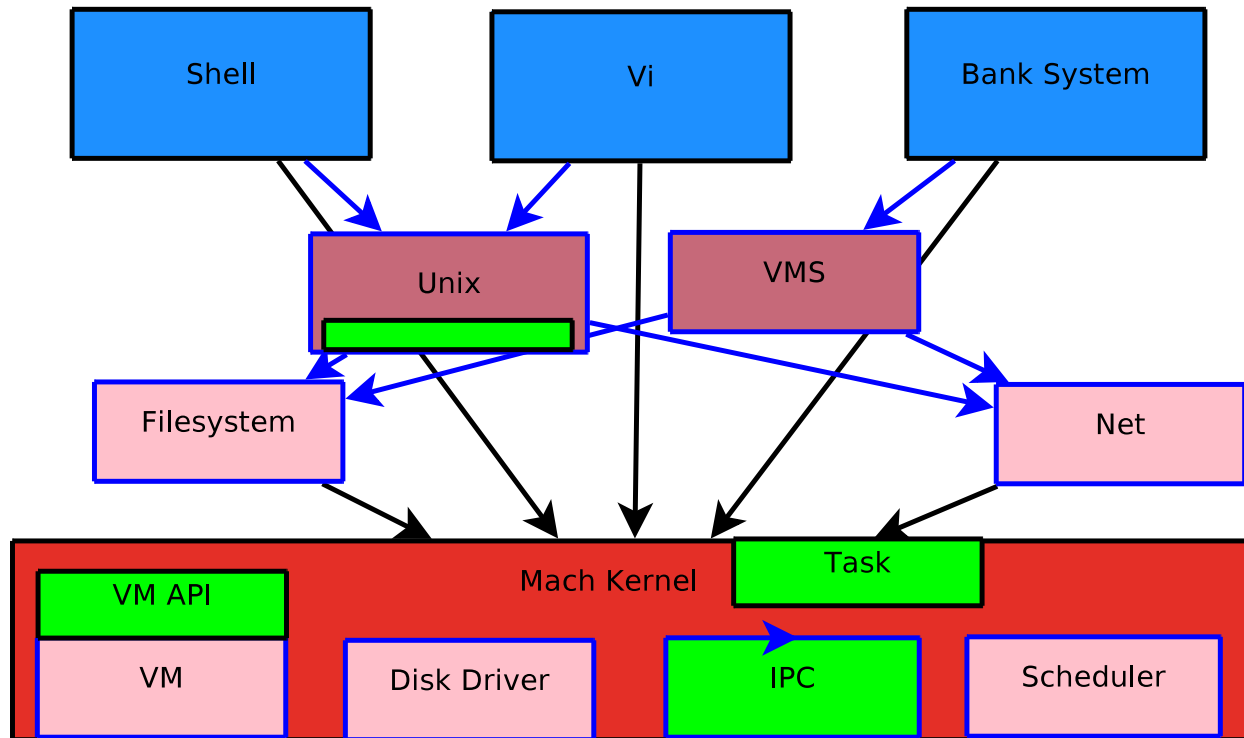 Shell
Vi
Bank System
Unix
VMS
Filesystem
Net
Task
Mach Kernel
VM API
VM
Disk Driver
IPC
Scheduler